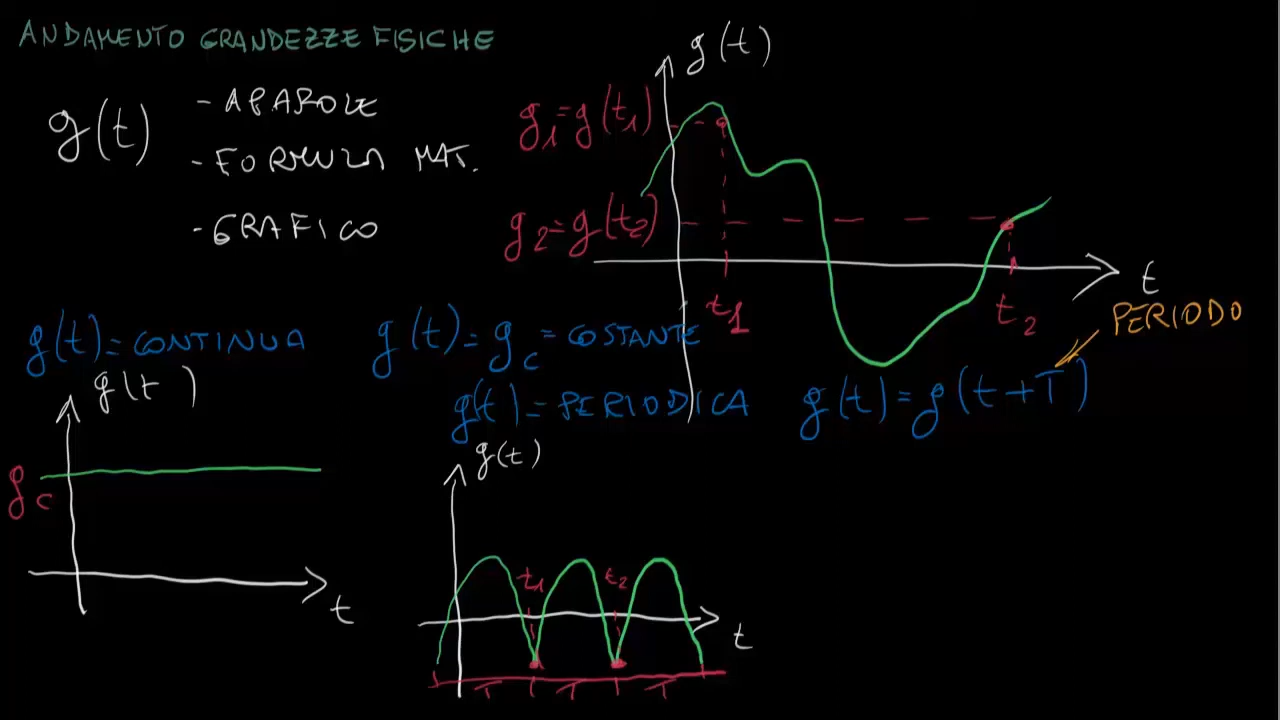 ANDAMENTO GRANDEZZE FISICHE
g(t)
- A PAROLE
- FORMULA MAT.
- GRAFICO
g(t)
g1=g(t1)
g2=g(t2)
t1
t2
t
PERIODO
g(t)=CONTINUA
g(t)=gc=COSTANTE
g(t)=PERIODICA
g(t)=g(t+T)
g(t)
gc
t
g(t)
t1
t2
t
T
T
T